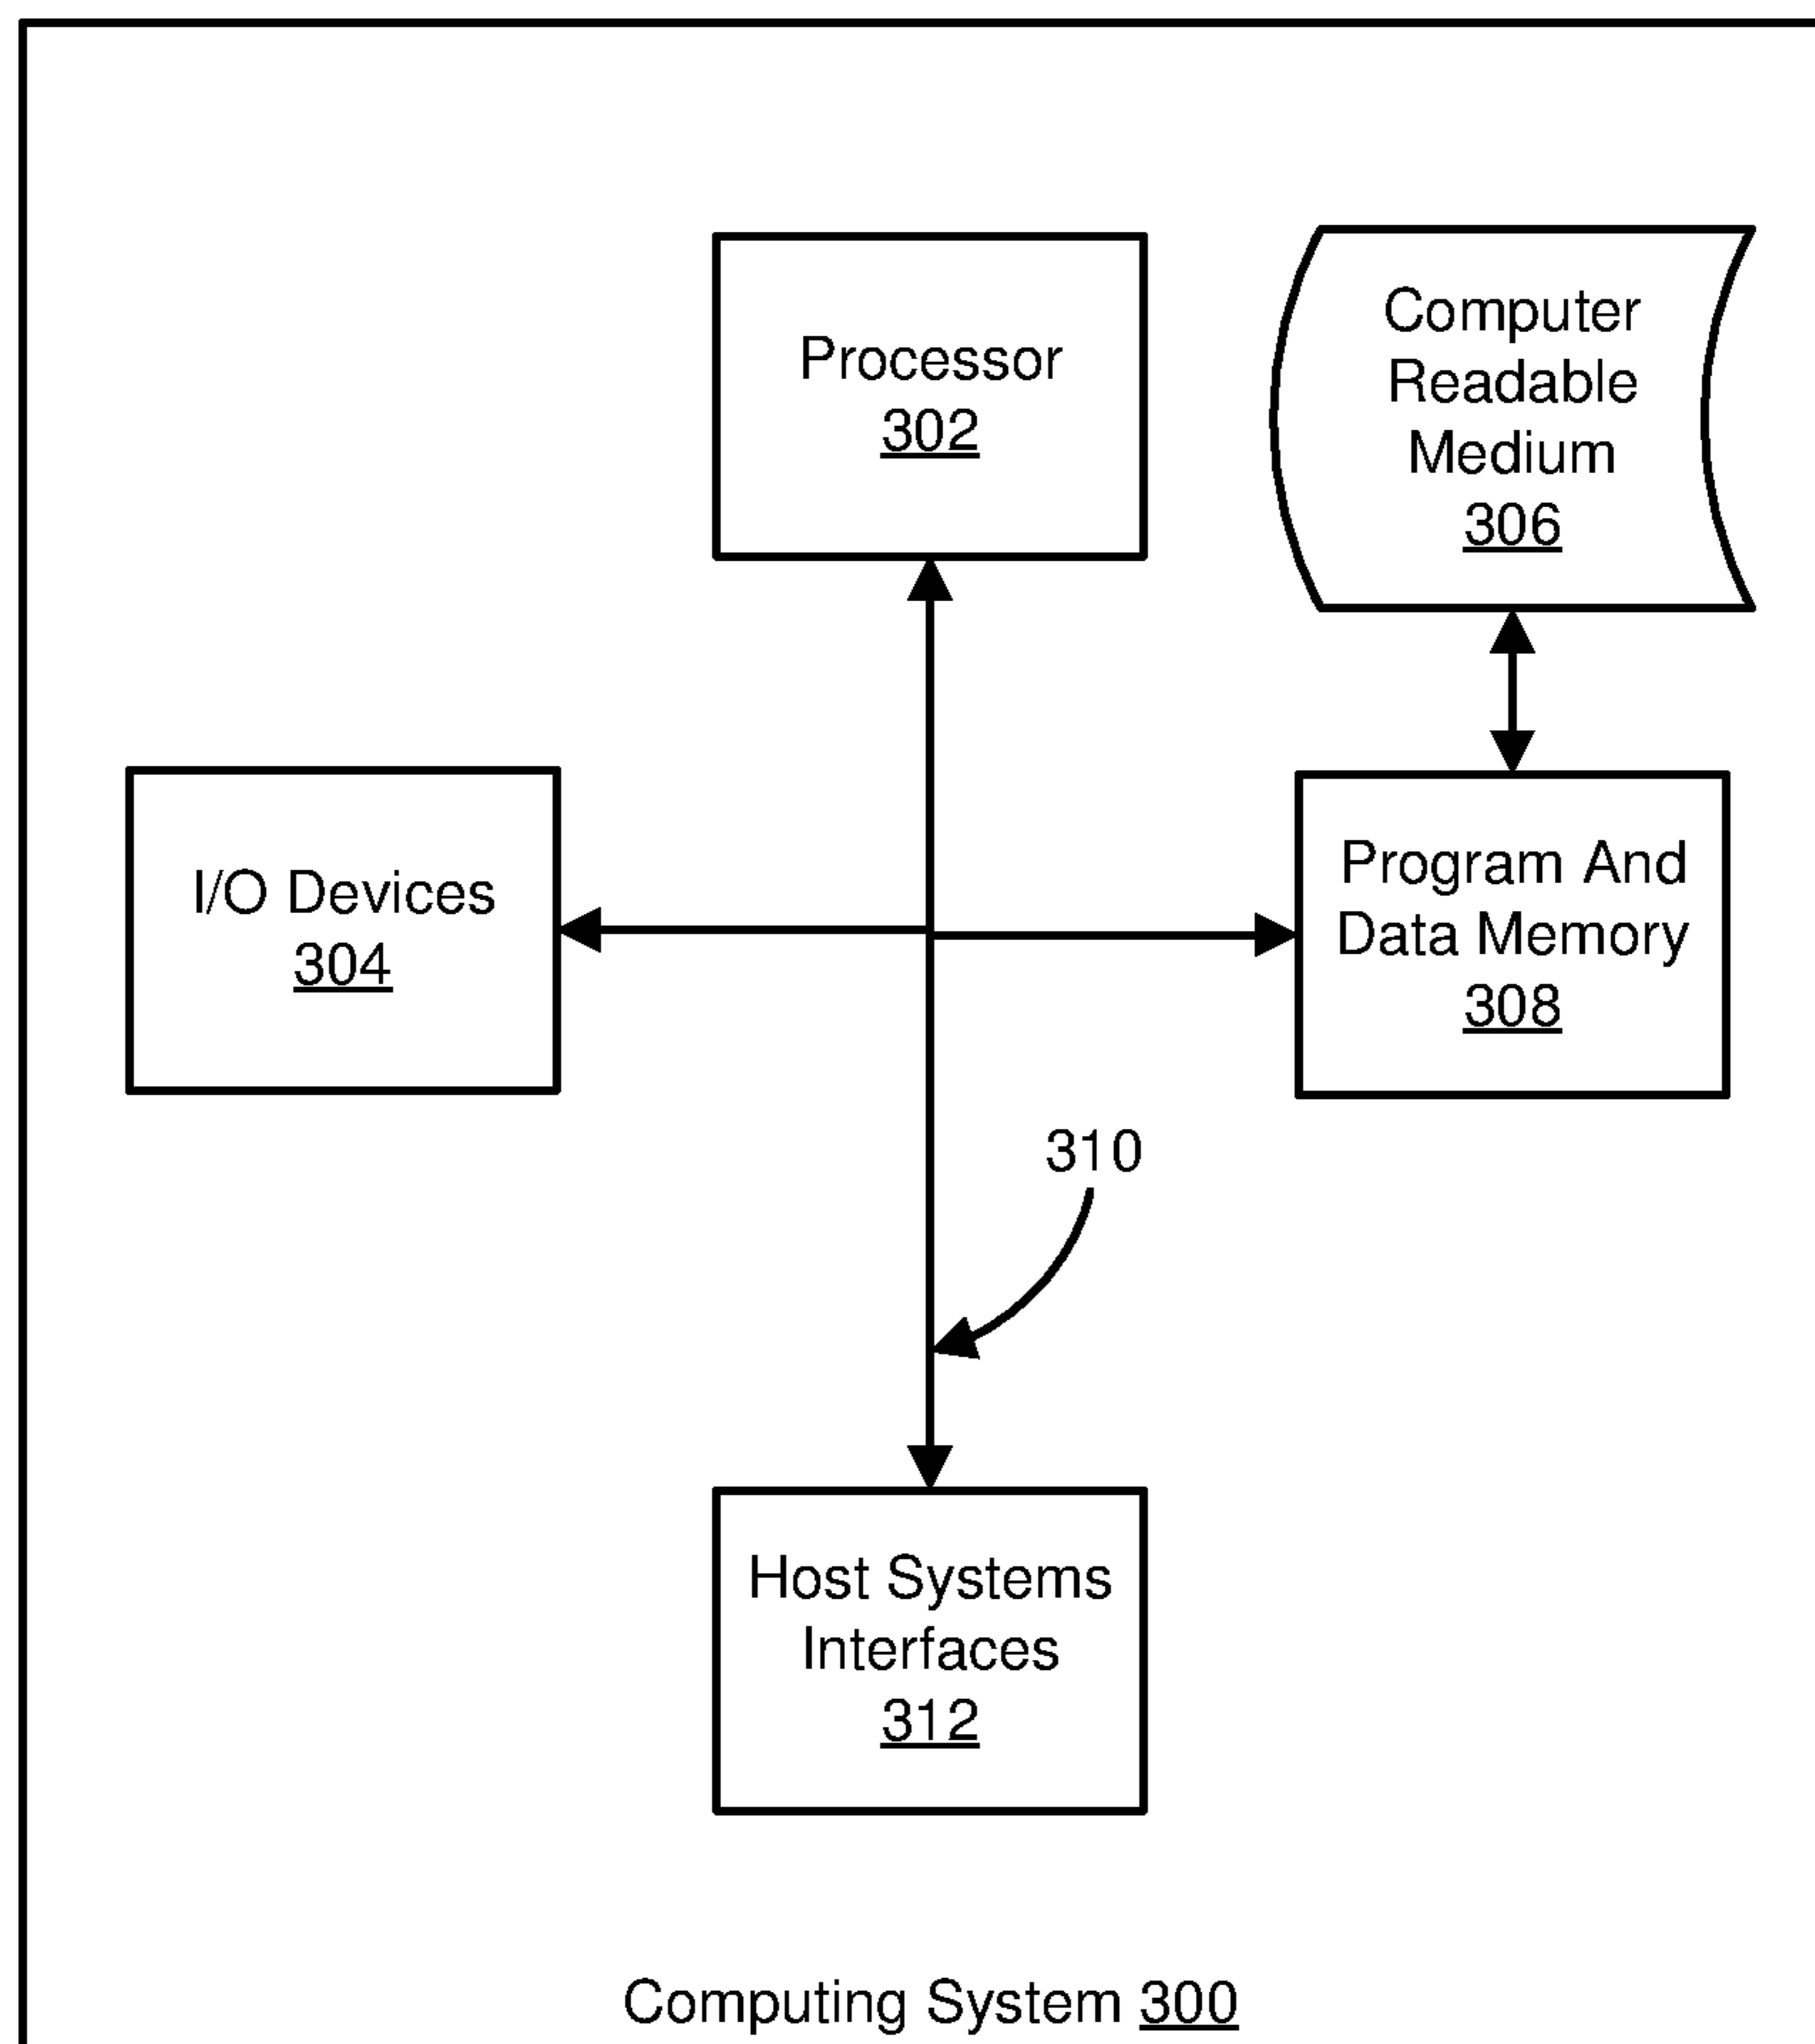 Processor
302
Computer
Readable
Medium
306
I/O Devices
304
Program And
Data Memory
308
310
Host Systems
Interfaces
312
Computing System 300